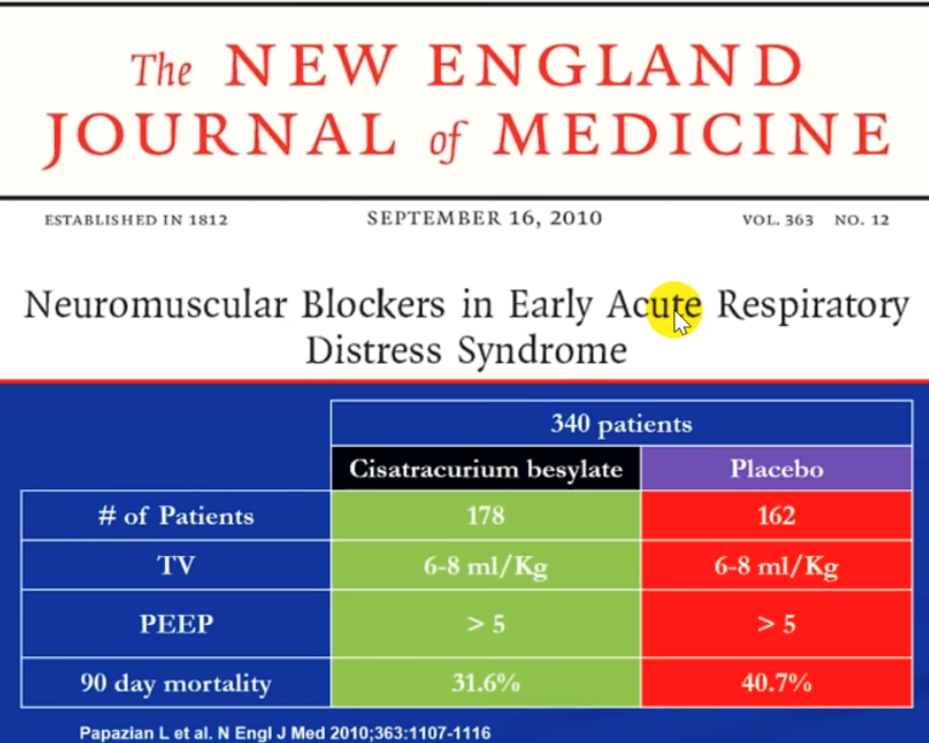 The NEW ENGLAND
JOURNAL of MEDICINE
ESTABLISHED IN 1812 SEPTEMBER 16, 2010 VOL. 363 NO. 12
Neuromuscular Blockers in Early Acute Respiratory
Distress Syndrome
340 patients
Cisatracurium besylate Placebo
# of Patients 178 162
TV 6-8 ml/Kg 6-8 ml/Kg
PEEP > 5 > 5
90 day mortality 31.6% 40.7%
Papazian L et al. N Engl J Med 2010;363:1107-1116